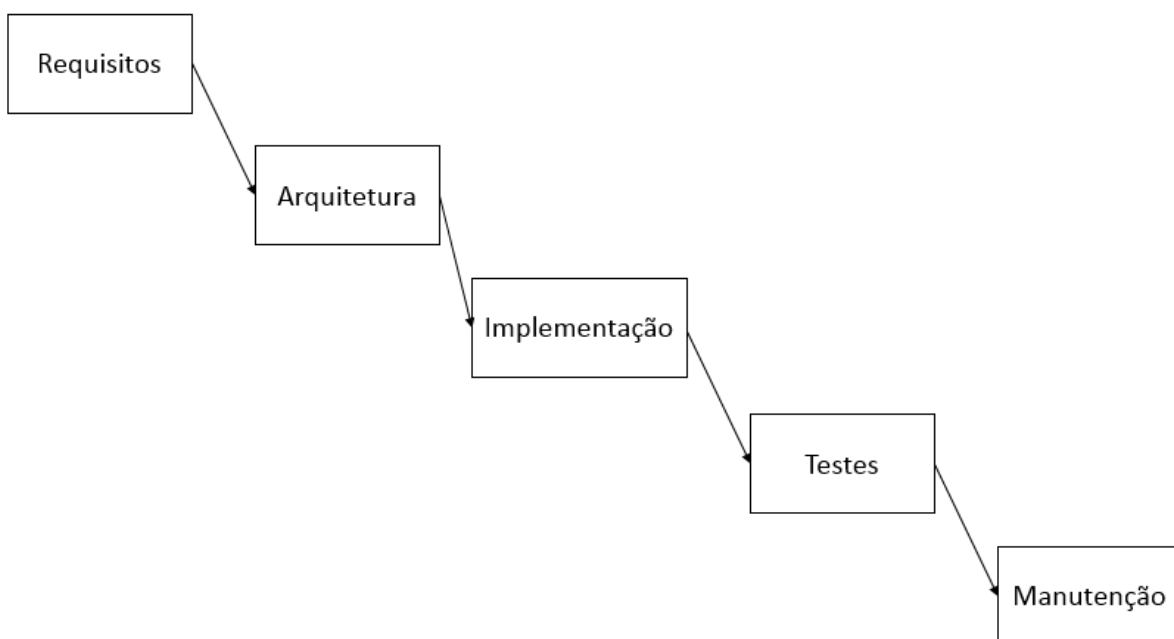 Requisitos
Arquitetura
Implementação
Testes
Manutenção